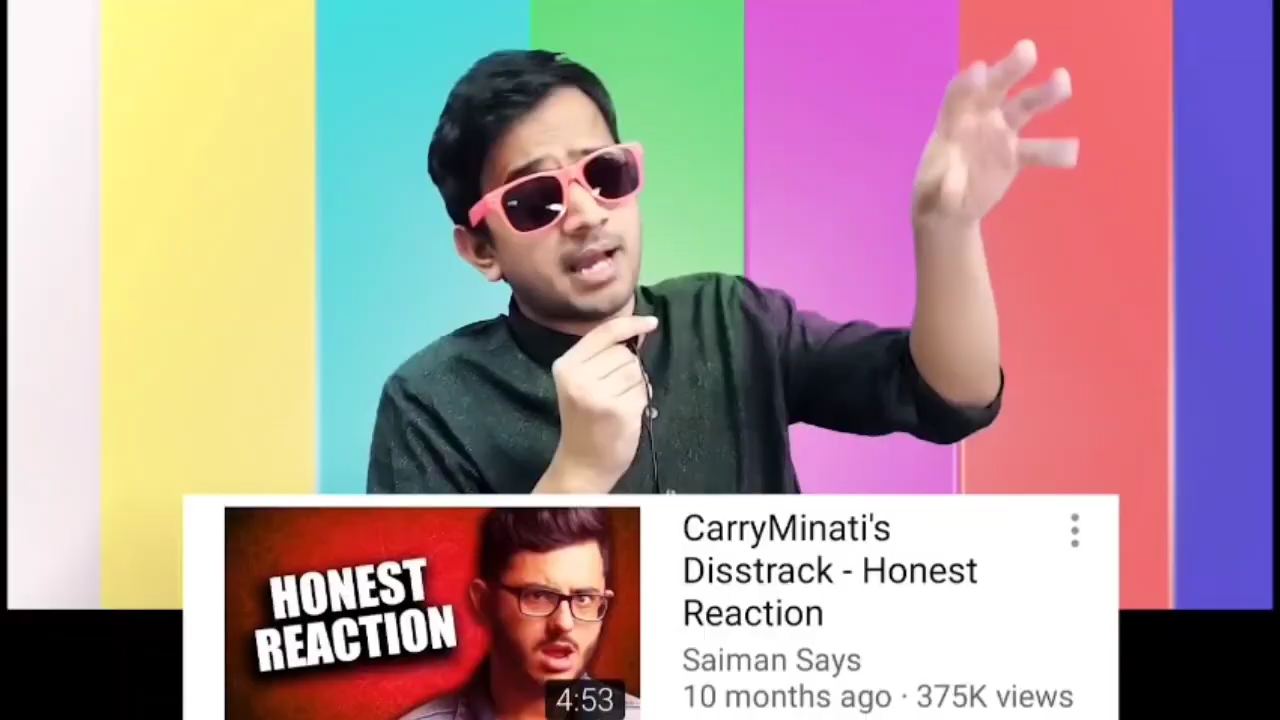 HONEST
REACTION
4:53
CarryMinati's
Disstrack - Honest
Reaction
Saiman Says
10 months ago · 375K views